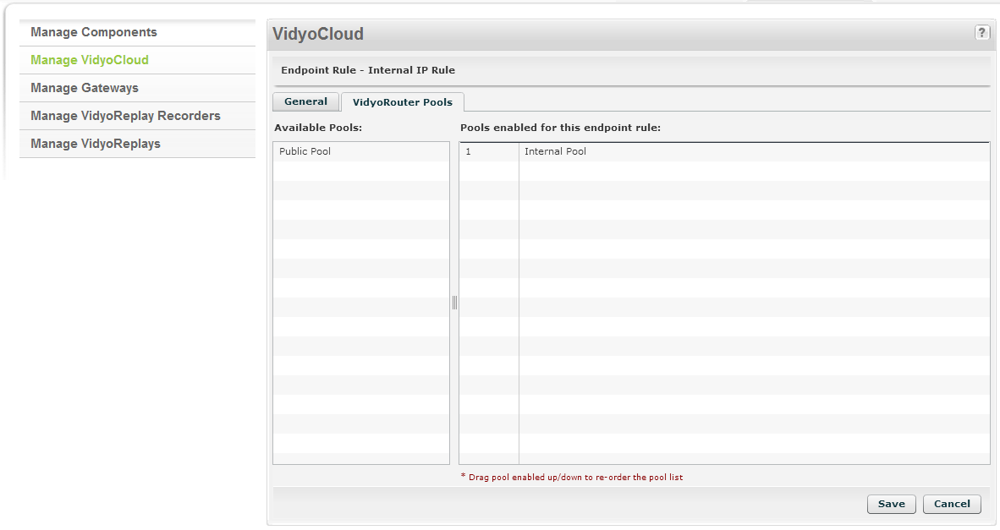 Manage Components
Manage VidyoCloud
Manage Gateways
Manage VidyoReplay Recorders
Manage VidyoReplays
VidyoCloud
?
Endpoint Rule - Internal IP Rule
General
VidyoRouter Pools
Available Pools:
Pools enabled for this endpoint rule:
Public Pool
1
Internal Pool
* Drag pool enabled up/down to re-order the pool list
Save
Cancel